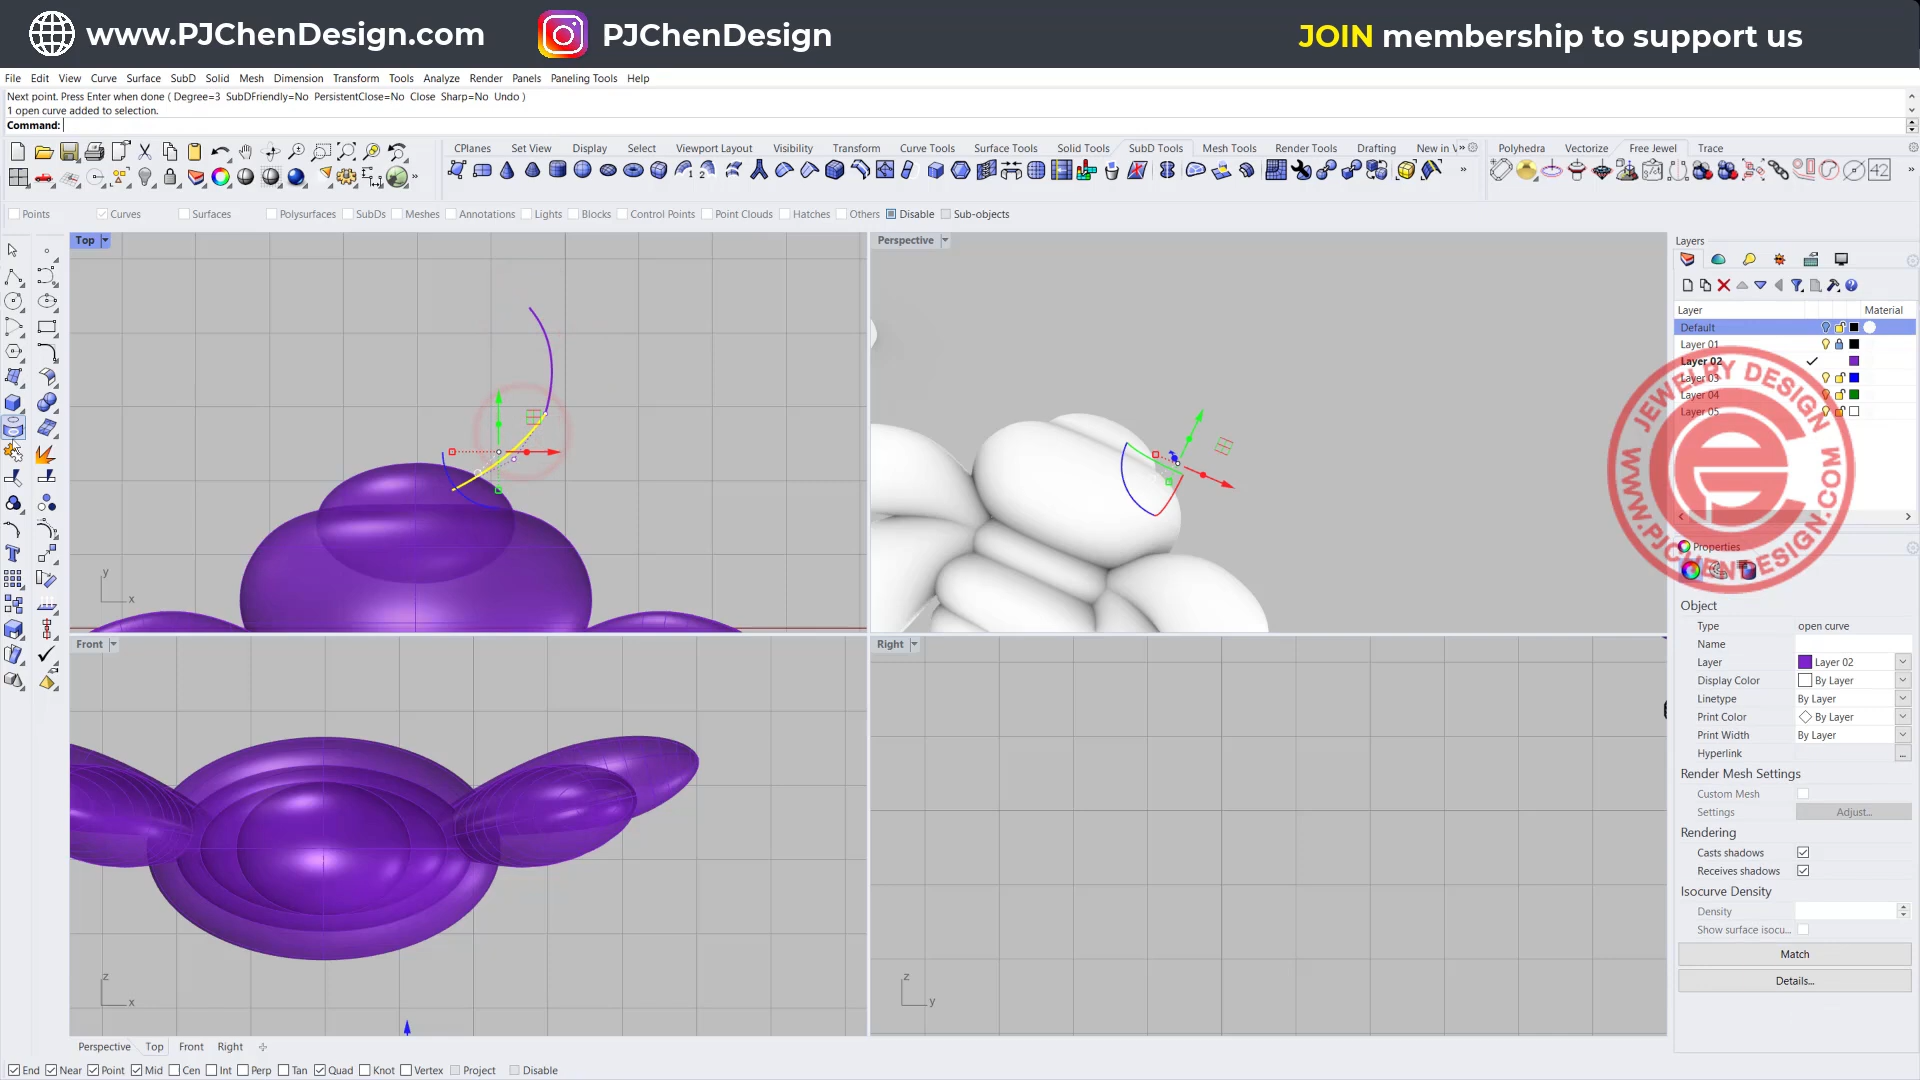 www.PJChenDesign.com PJChenDesign JOIN membership to support us
File Edit View Curve Surface SubD Solid Mesh Dimension Transform Tools Analyze Render Panels Paneling Tools Help
Next point. Press Enter when done ( Degree=3 SubDFriendly=No PersistentClose=No Close Sharp=No Undo )
1 open curve added to selection.
Command:
CPlanes Set View Display Select Viewport Layout Visibility Transform Curve Tools Surface Tools Solid Tools SubD Tools Mesh Tools Render Tools Drafting New in V » Polyhedra Vectorize Free Jewel Trace
42
Points Curves Surfaces Polysurfaces SubDs Meshes Annotations Lights Blocks Control Points Point Clouds Hatches Others Disable Sub-objects
Top Perspective Layers
Layer Material
Default
Layer 01
Layer 02
Layer 03
Layer 04
Layer 05
JEWELRY DESIGN
WWW.PJCHENDESIGN.COM
Properties
Object
Type open curve
Name
Layer Layer 02
Display Color By Layer
Linetype By Layer
Print Color By Layer
Print Width By Layer
Hyperlink ...
Render Mesh Settings
Custom Mesh
Settings Adjust...
Rendering
Casts shadows
Receives shadows
Isocurve Density
Density
Show surface isocu...
Match
Details...
y x
Front Right
z x
z y
Perspective Top Front Right
End Near Point Mid Cen Int Perp Tan Quad Knot Vertex Project Disable